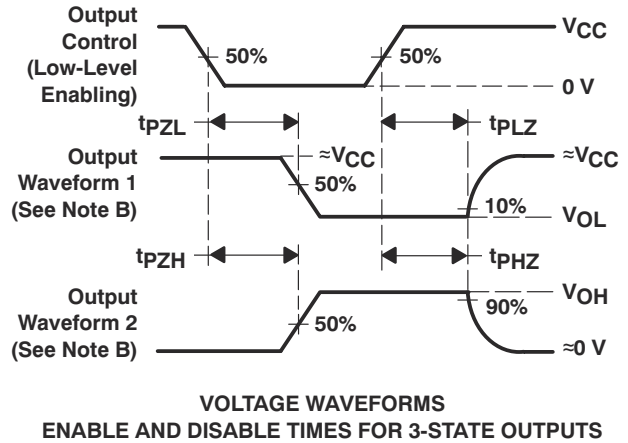 Output
Control
(Low-Level
Enabling)
50%
50%
VCC
0 V
tPZL
tPLZ
Output
Waveform 1
(See Note B)
≈VCC
50%
≈VCC
10%
VOL
tPZH
tPHZ
Output
Waveform 2
(See Note B)
50%
VOH
90%
≈0 V
VOLTAGE WAVEFORMS
ENABLE AND DISABLE TIMES FOR 3-STATE OUTPUTS